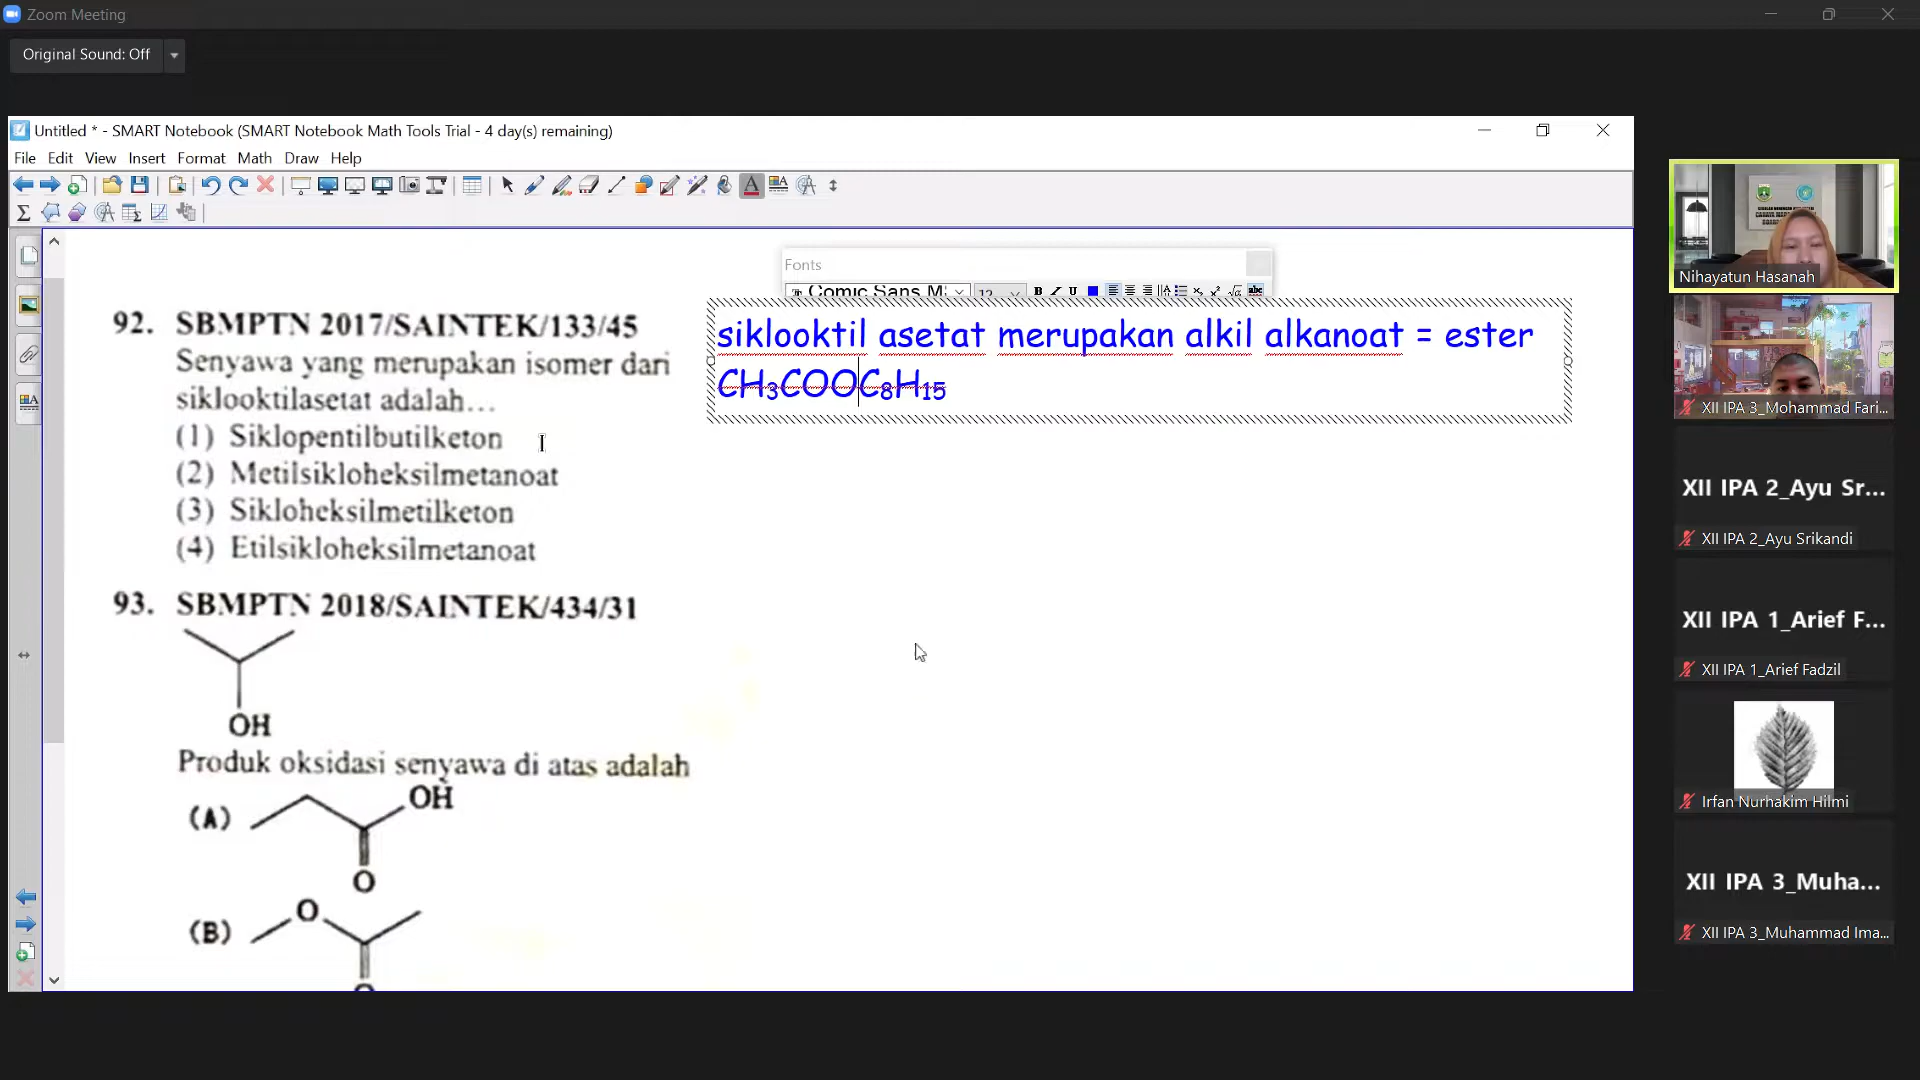 Zoom Meeting
Original Sound: Off
Untitled * - SMART Notebook (SMART Notebook Math Tools Trial - 4 day(s) remaining)
File Edit View Insert Format Math Draw Help
Fonts
Comic Sans M 12 B I U
92. SBMPTN 2017/SAINTEK/133/45
Senyawa yang merupakan isomer dari
siklooktilasetat adalah...
(1) Siklopentilbutilketon
(2) Metilsikloheksilmetanoat
(3) Sikloheksilmetilketon
(4) Etilsikloheksilmetanoat
siklooktil asetat merupakan alkil alkanoat = ester
CH₃COOC₈H₁₅
93. SBMPTN 2018/SAINTEK/434/31
OH
Produk oksidasi senyawa di atas adalah
(A) OH
O
(B) O
O
Nihayatun Hasanah
XII IPA 3_Mohammad Fari...
XII IPA 2_Ayu Sr...
XII IPA 2_Ayu Srikandi
XII IPA 1_Arief F...
XII IPA 1_Arief Fadzil
Irfan Nurhakim Hilmi
XII IPA 3_Muha...
XII IPA 3_Muhammad Ima...